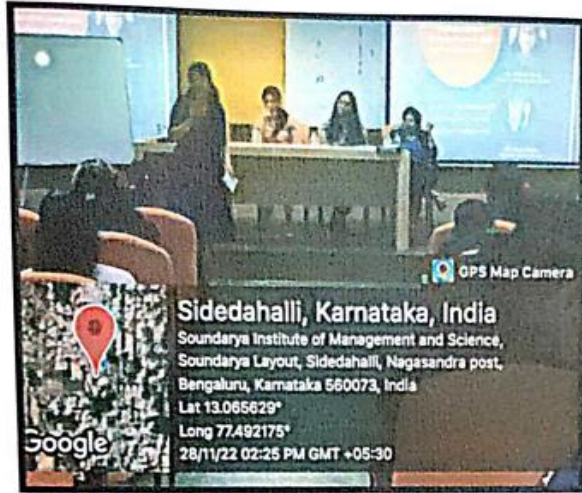 GPS Map Camera
Sidedahalli, Karnataka, India
Soundarya Institute of Management and Science,
Soundarya Layout, Sidedahalli, Nagasandra post,
Bengaluru, Karnataka 560073, India
Lat 13.065629°
Long 77.492175°
28/11/22 02:25 PM GMT +05:30
Google